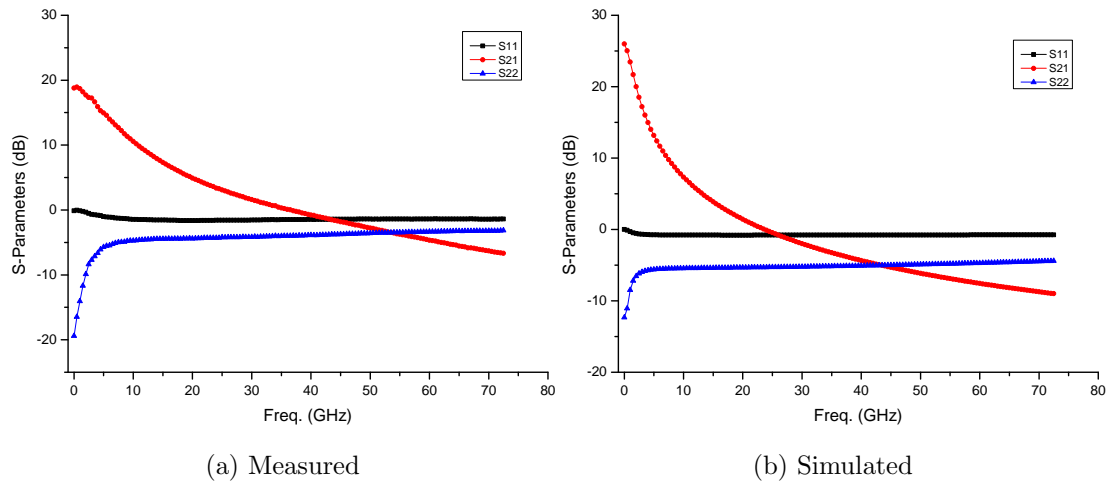 30
20
10
0
-10
-20
0 10 20 30 40 50 60 70 80
S-Parameters (dB)
Freq. (GHz)
S11
S21
S22
(a) Measured
30
20
10
0
-10
-20
0 10 20 30 40 50 60 70 80
S-Parameters (dB)
Freq. (GHz)
S11
S21
S22
(b) Simulated